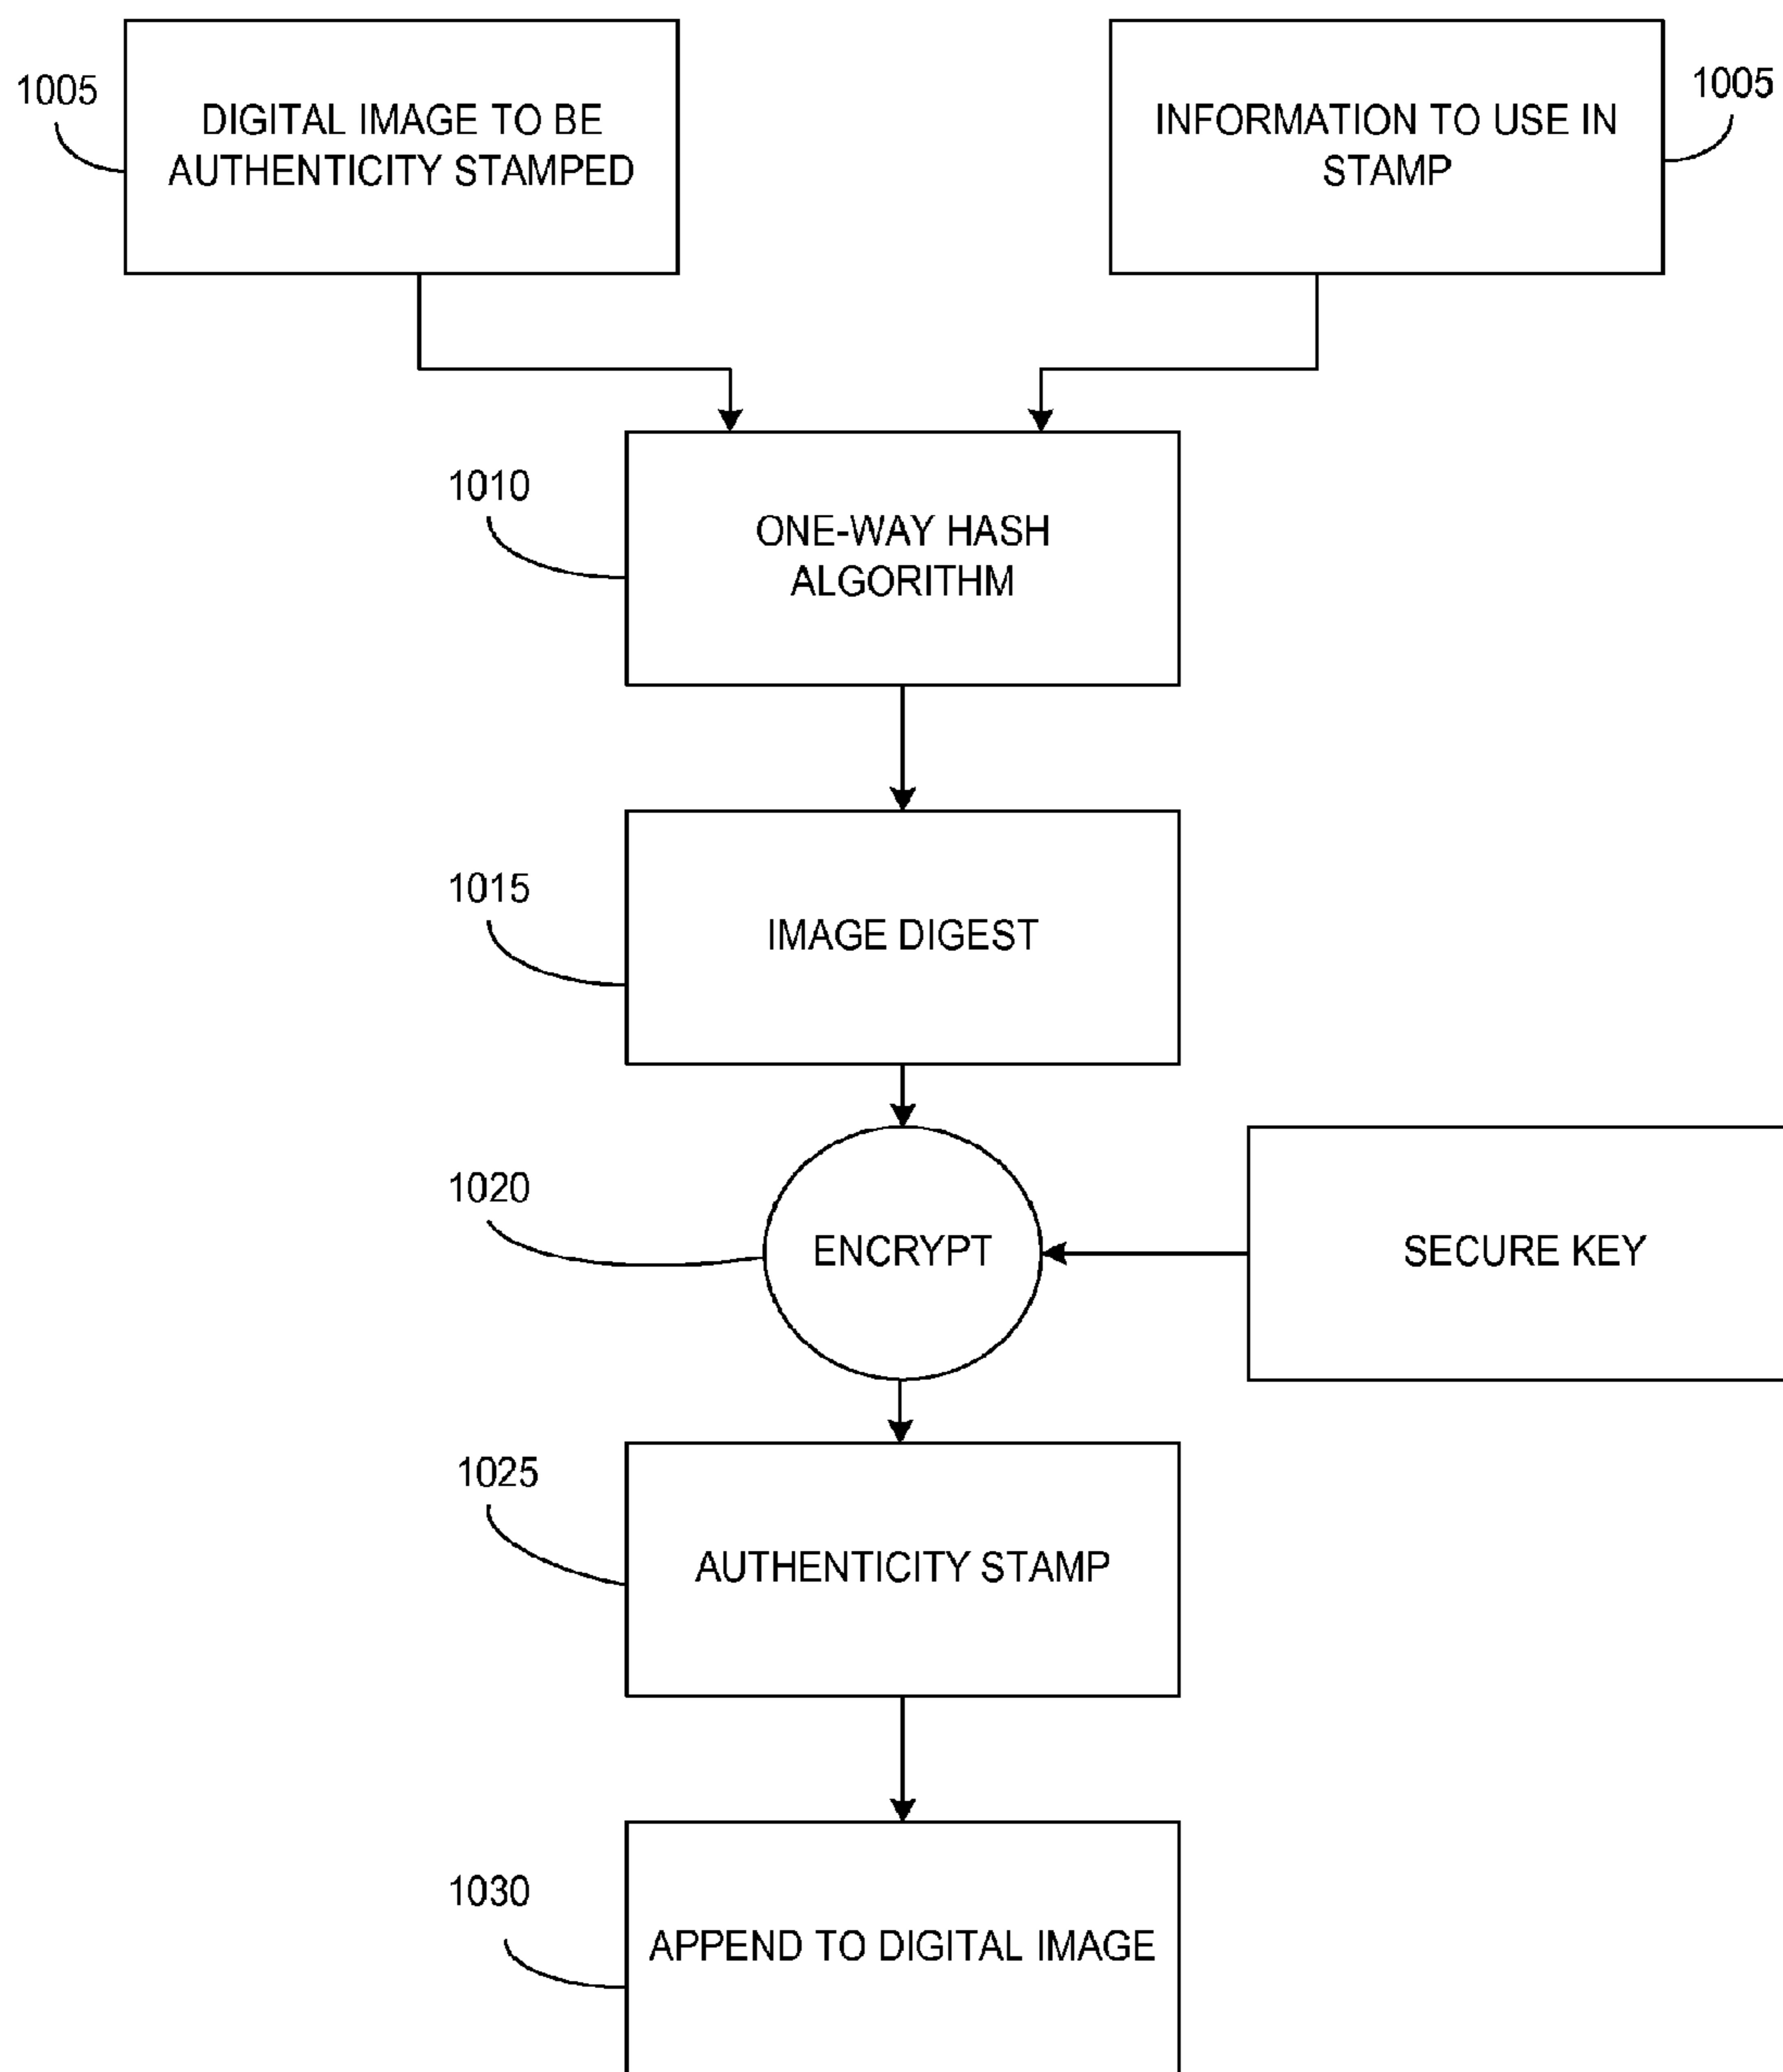 1005
DIGITAL IMAGE TO BE
AUTHENTICITY STAMPED
INFORMATION TO USE IN
STAMP
1005
1010
ONE-WAY HASH
ALGORITHM
1015
IMAGE DIGEST
1020
ENCRYPT
SECURE KEY
1025
AUTHENTICITY STAMP
1030
APPEND TO DIGITAL IMAGE